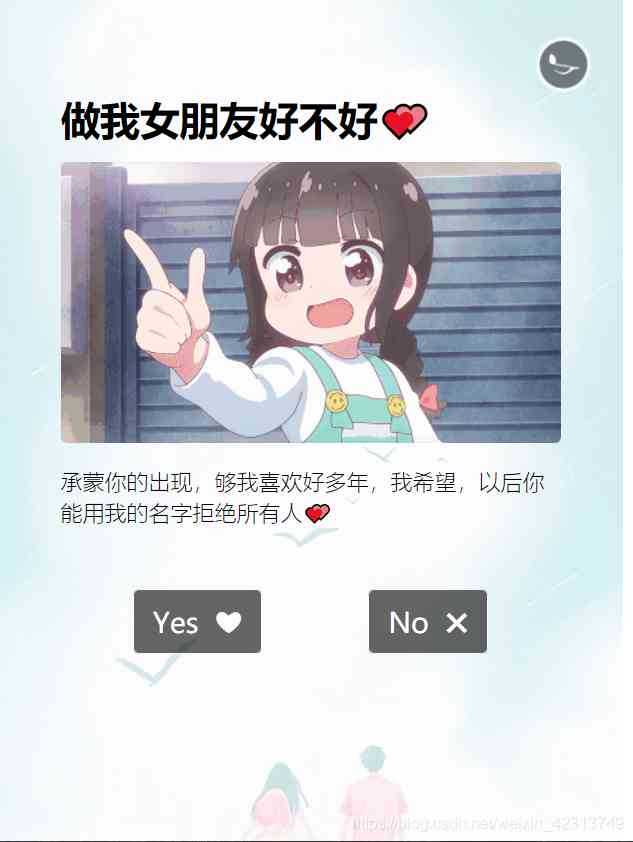 做我女朋友好不好💕
承蒙你的出现，够我喜欢好多年，我希望，以后你
能用我的名字拒绝所有人💕
Yes
No
https://blog.csdn.net/weixin_42313749